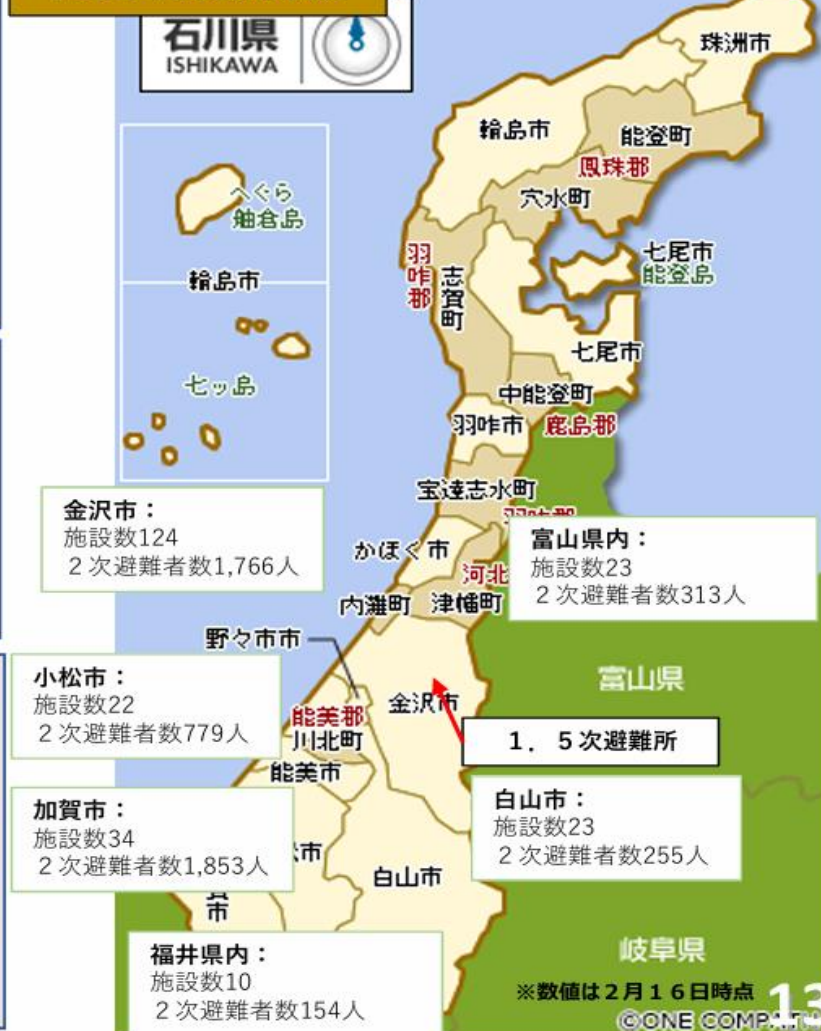 石川県
ISHIKAWA
珠洲市
輪島市
能登町
鳳珠郡
穴水町
へぐら
舳倉島
輪島市
七ッ島
羽咋郡
志賀町
七尾市
能登島
七尾市
中能登町
羽咋市
鹿島郡
宝達志水町
羽咋郡
金沢市：
施設数124
２次避難者数1,766人
かほく市
河北
富山県内：
施設数23
２次避難者数313人
内灘町
津幡町
野々市市
小松市：
施設数22
２次避難者数779人
能美郡
川北町
金沢市
富山県
１．５次避難所
能美市
加賀市：
施設数34
２次避難者数1,853人
市
白山市：
施設数23
２次避難者数255人
白山市
市
福井県内：
施設数10
２次避難者数154人
岐阜県
※数値は２月１６日時点
13
©ONE COMPAT